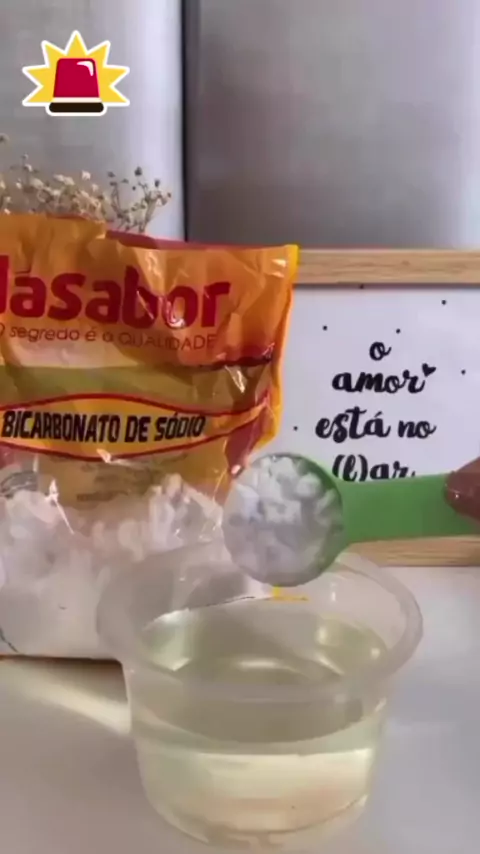 dasabor
O segredo é a QUALIDADE
BICARBONATO DE SÓDIO
o
amor
está no
(l)ar